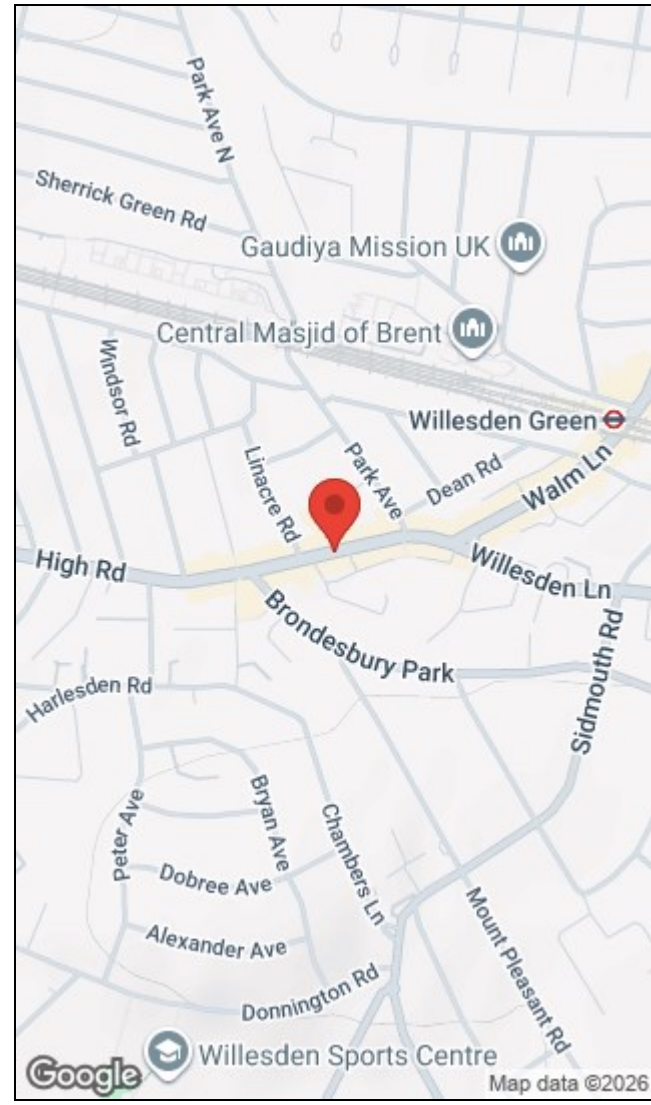 Park Ave N
Sherrick Green Rd
Gaudiya Mission UK
Central Masjid of Brent
Windsor Rd
Willesden Green
Linacre Rd
Park Ave
Dean Rd
Walm Ln
High Rd
Willesden Ln
Brondesbury Park
Sidmouth Rd
Harlesden Rd
Peter Ave
Bryan Ave
Chambers Ln
Dobree Ave
Alexander Ave
Mount Pleasant Rd
Donnington Rd
Willesden Sports Centre
Google
Map data ©2026